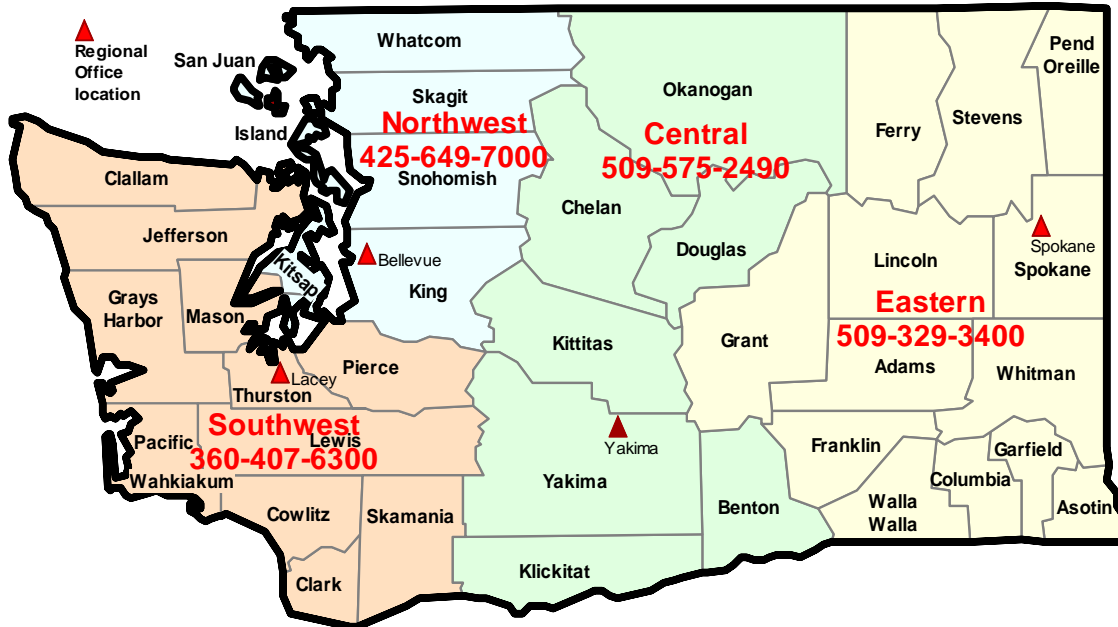 Regional
Office
location
San Juan
Island
Whatcom
Skagit
Northwest
425-649-7000
Snohomish
King
Bellevue
Kitsap
Okanogan
Central
509-575-2490
Chelan
Douglas
Kittitas
Yakima
Yakima
Benton
Klickitat
Pend
Oreille
Stevens
Ferry
Lincoln
Spokane
Spokane
Eastern
509-329-3400
Grant
Adams
Whitman
Franklin
Garfield
Columbia
Walla
Walla
Asotin
Clallam
Jefferson
Grays
Harbor
Mason
Pierce
Lacey
Thurston
Southwest
360-407-6300
Lewis
Pacific
Wahkiakum
Cowlitz
Skamania
Clark